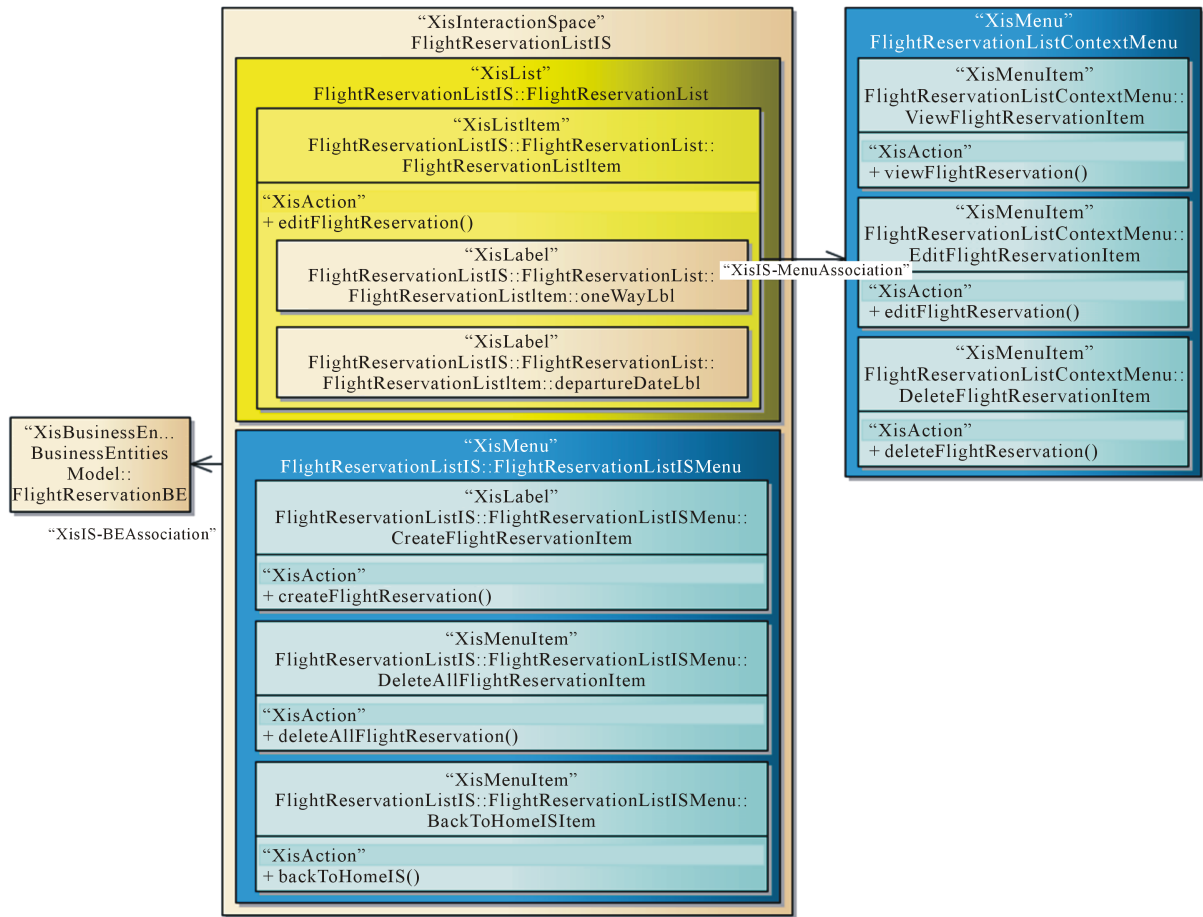 “XisInteractionSpace”
FlightReservationListIS
“XisList”
FlightReservationListIS::FlightReservationList
“XisListItem”
FlightReservationListIS::FlightReservationList::
FlightReservationListItem
“XisAction”
+ editFlightReservation()
“XisLabel”
FlightReservationListIS::FlightReservationList::
FlightReservationListItem::oneWayLbl
“XisLabel”
FlightReservationListIS::FlightReservationList::
FlightReservationListItem::departureDateLbl
“XisMenu”
FlightReservationListIS::FlightReservationListISMenu
“XisLabel”
FlightReservationListIS::FlightReservationListISMenu::
CreateFlightReservationItem
“XisAction”
+ createFlightReservation()
“XisMenuItem”
FlightReservationListIS::FlightReservationListISMenu::
DeleteAllFlightReservationItem
“XisAction”
+ deleteAllFlightReservation()
“XisMenuItem”
FlightReservationListIS::FlightReservationListISMenu::
BackToHomeISItem
“XisAction”
+ backToHomeIS()
“XisBusinessEn...
BusinessEntities
Model::
FlightReservationBE
“XisIS-BEAssociation”
“XisIS-MenuAssociation”
“XisMenu”
FlightReservationListContextMenu
“XisMenuItem”
FlightReservationListContextMenu::
ViewFlightReservationItem
“XisAction”
+ viewFlightReservation()
“XisMenuItem”
FlightReservationListContextMenu::
EditFlightReservationItem
“XisAction”
+ editFlightReservation()
“XisMenuItem”
FlightReservationListContextMenu::
DeleteFlightReservationItem
“XisAction”
+ deleteFlightReservation()